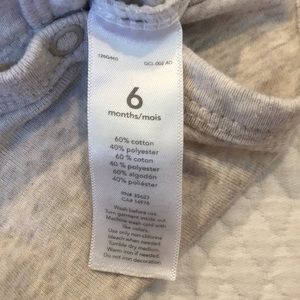 6
months/mois
60% cotton
40% polyester
60 % coton
40 % polyester
60% algodón
40% poliéster
RN# 35623
CA# 14974
Wash before use.
Turn garment inside out.
Machine wash cold with
like colors.
Use only non-chlorine
bleach when needed.
Tumble dry medium.
Warm iron if needed.
Do not iron decoration.